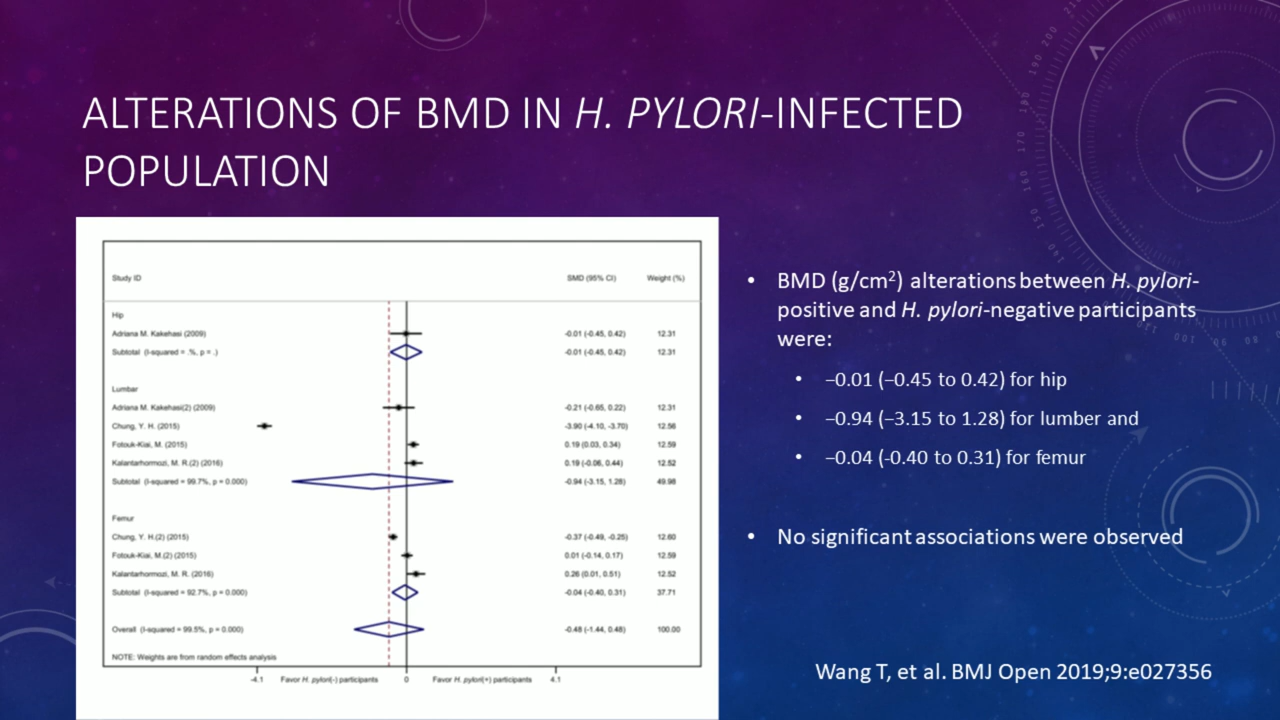 ALTERATIONS OF BMD IN H. PYLORI-INFECTED
POPULATION
Study ID SMD (95% CI) Weight (%)
Hip
Adriana M. Kakehasi (2009) -0.01 (-0.45, 0.42) 12.31
Subtotal (I-squared = .%, p = .) -0.01 (-0.45, 0.42) 12.31
Lumbar
Adriana M. Kakehasi(2) (2009) -0.21 (-0.65, 0.22) 12.31
Chung, Y. H. (2015) -3.90 (-4.10, -3.70) 12.56
Fotouk-Kiai, M. (2015) 0.19 (0.03, 0.34) 12.59
Kalantarhormozi, M. R.(2) (2016) 0.19 (-0.06, 0.44) 12.52
Subtotal (I-squared = 99.7%, p = 0.000) -0.94 (-3.15, 1.28) 49.98
Femur
Chung, Y. H.(2) (2015) -0.37 (-0.49, -0.25) 12.60
Fotouk-Kiai, M.(2) (2015) 0.01 (-0.14, 0.17) 12.59
Kalantarhormozi, M. R. (2016) 0.26 (0.01, 0.51) 12.52
Subtotal (I-squared = 92.7%, p = 0.000) -0.04 (-0.40, 0.31) 37.71
Overall (I-squared = 99.5%, p = 0.000) -0.48 (-1.44, 0.48) 100.00
NOTE: Weights are from random effects analysis
-4.1 Favor H. pylori(-) participants 0 Favor H. pylori(+) participants 4.1
• BMD (g/cm²) alterations between H. pylori-
positive and H. pylori-negative participants
were:
• –0.01 (–0.45 to 0.42) for hip
• –0.94 (–3.15 to 1.28) for lumber and
• –0.04 (-0.40 to 0.31) for femur
• No significant associations were observed
Wang T, et al. BMJ Open 2019;9:e027356